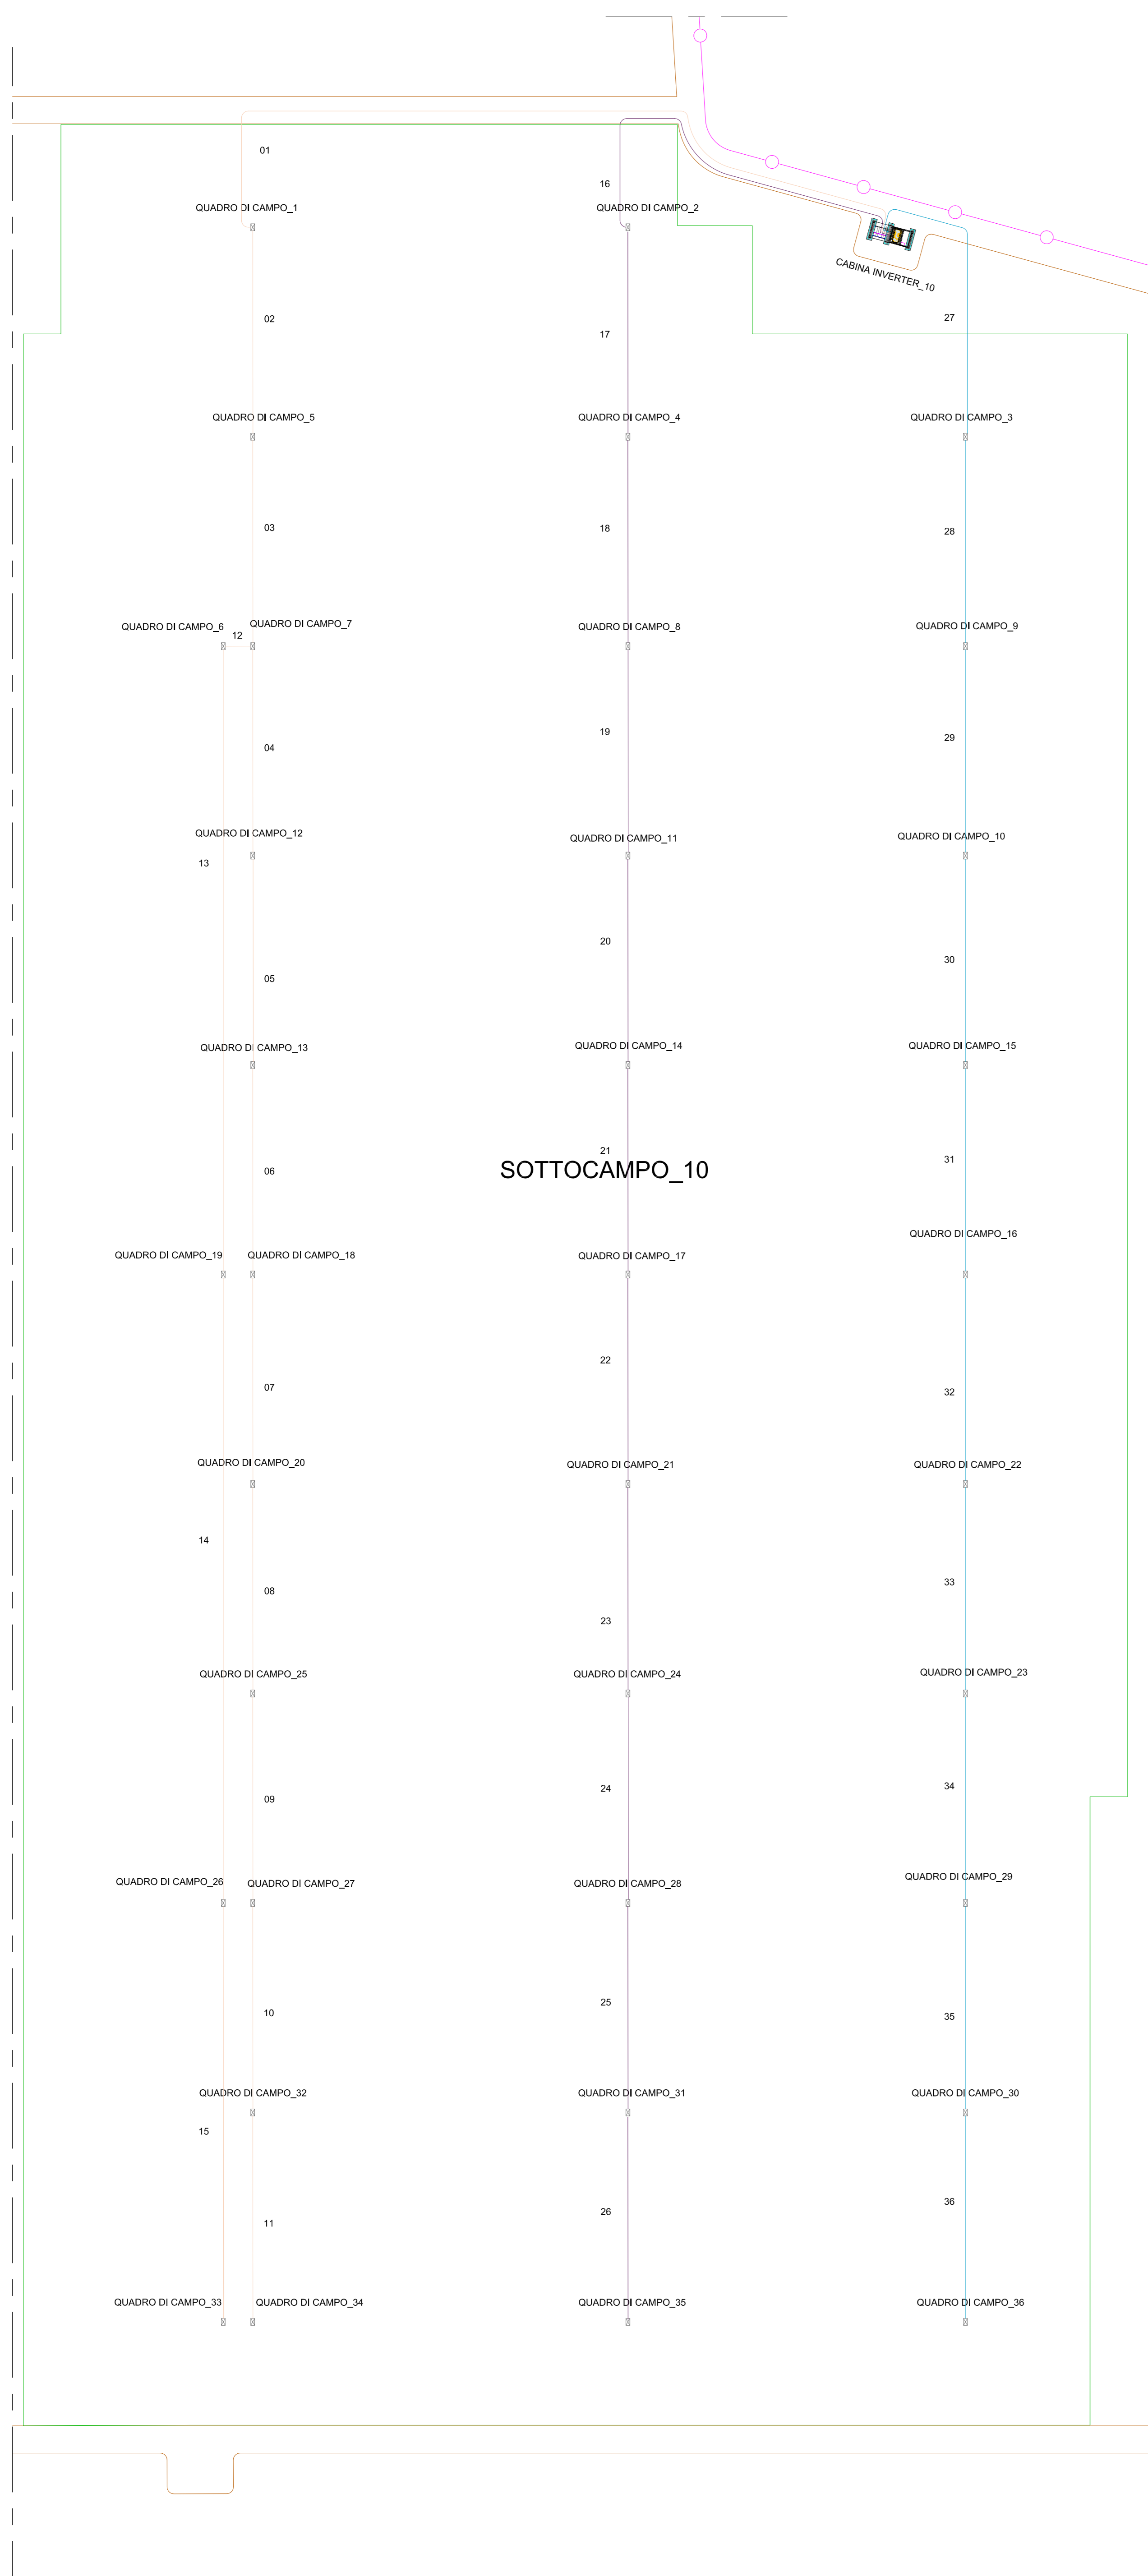 01
16
QUADRO DI CAMPO_1
QUADRO DI CAMPO_2
CABINA INVERTER_10
02
17
27
QUADRO DI CAMPO_5
QUADRO DI CAMPO_4
QUADRO DI CAMPO_3
03
18
28
QUADRO DI CAMPO_6
12
QUADRO DI CAMPO_7
QUADRO DI CAMPO_8
QUADRO DI CAMPO_9
04
19
29
QUADRO DI CAMPO_12
QUADRO DI CAMPO_11
QUADRO DI CAMPO_10
13
05
20
30
QUADRO DI CAMPO_13
QUADRO DI CAMPO_14
QUADRO DI CAMPO_15
06
21
31
SOTTOCAMPO_10
QUADRO DI CAMPO_19
QUADRO DI CAMPO_18
QUADRO DI CAMPO_17
QUADRO DI CAMPO_16
07
22
32
QUADRO DI CAMPO_20
QUADRO DI CAMPO_21
QUADRO DI CAMPO_22
14
08
23
33
QUADRO DI CAMPO_25
QUADRO DI CAMPO_24
QUADRO DI CAMPO_23
09
24
34
QUADRO DI CAMPO_26
QUADRO DI CAMPO_27
QUADRO DI CAMPO_28
QUADRO DI CAMPO_29
10
25
35
QUADRO DI CAMPO_32
QUADRO DI CAMPO_31
QUADRO DI CAMPO_30
15
11
26
36
QUADRO DI CAMPO_33
QUADRO DI CAMPO_34
QUADRO DI CAMPO_35
QUADRO DI CAMPO_36